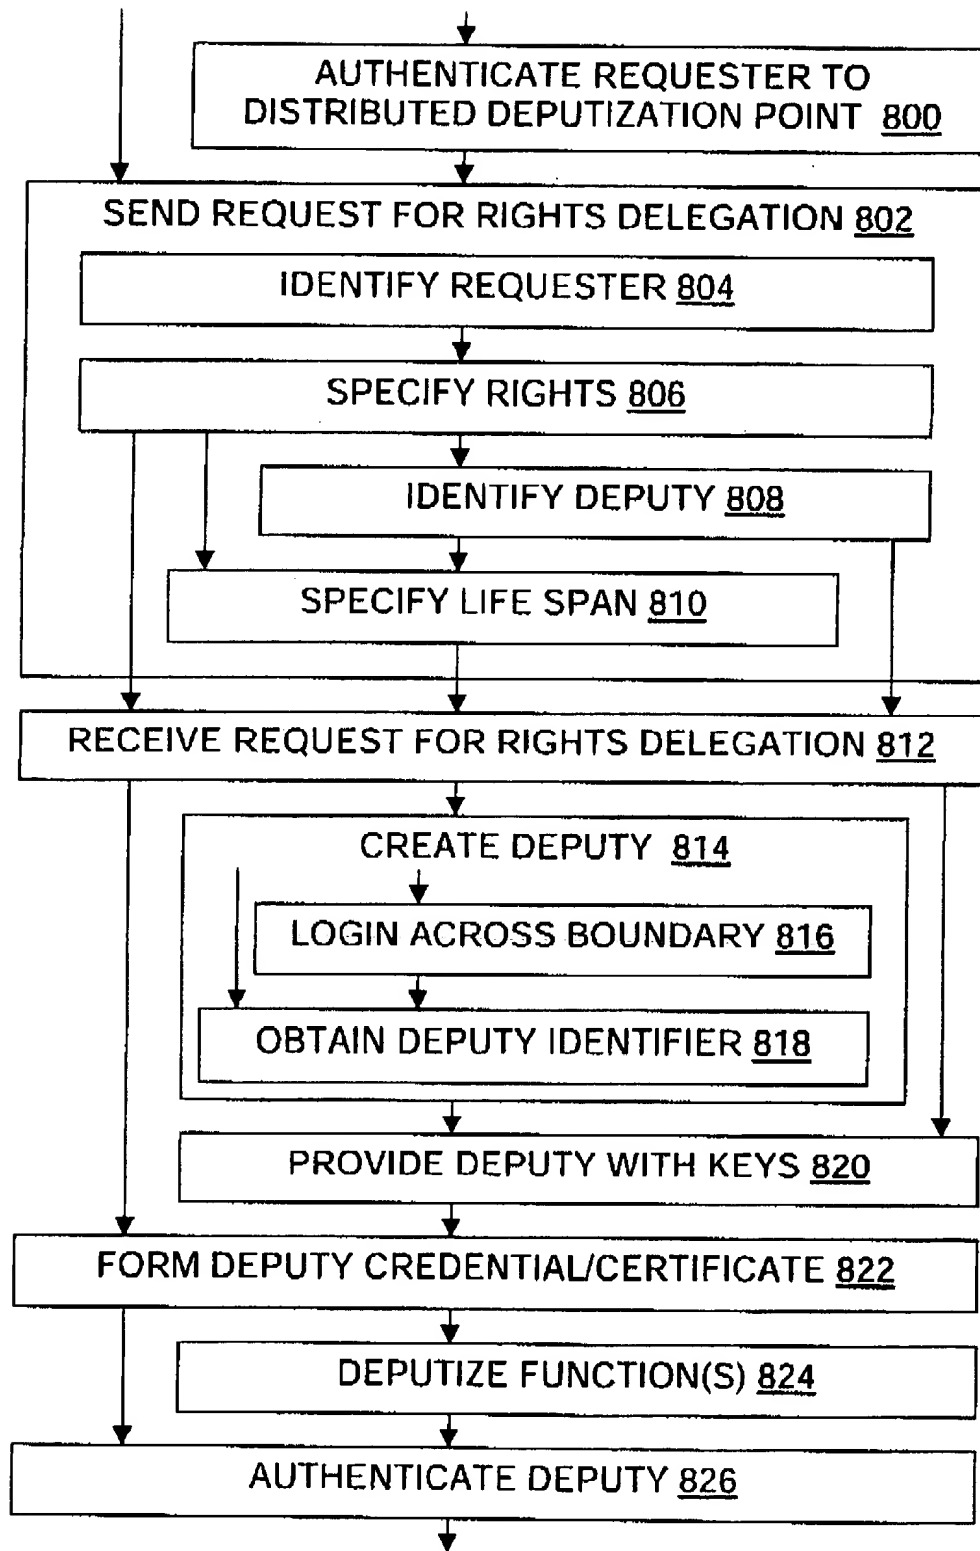 AUTHENTICATE REQUESTER TO
DISTRIBUTED DEPUTIZATION POINT 800
SEND REQUEST FOR RIGHTS DELEGATION 802
IDENTIFY REQUESTER 804
SPECIFY RIGHTS 806
IDENTIFY DEPUTY 808
SPECIFY LIFE SPAN 810
RECEIVE REQUEST FOR RIGHTS DELEGATION 812
CREATE DEPUTY 814
LOGIN ACROSS BOUNDARY 816
OBTAIN DEPUTY IDENTIFIER 818
PROVIDE DEPUTY WITH KEYS 820
FORM DEPUTY CREDENTIAL/CERTIFICATE 822
DEPUTIZE FUNCTION(S) 824
AUTHENTICATE DEPUTY 826